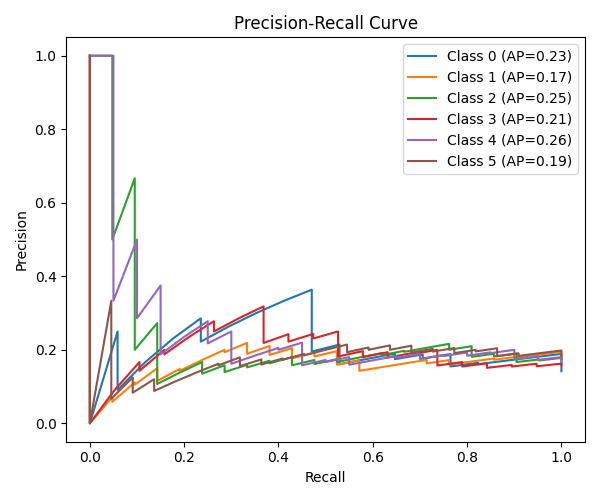 Precision-Recall Curve
Class 0 (AP=0.23)
Class 1 (AP=0.17)
Class 2 (AP=0.25)
Class 3 (AP=0.21)
Class 4 (AP=0.26)
Class 5 (AP=0.19)
Precision
1.0
0.8
0.6
0.4
0.2
0.0
0.0 0.2 0.4 0.6 0.8 1.0
Recall